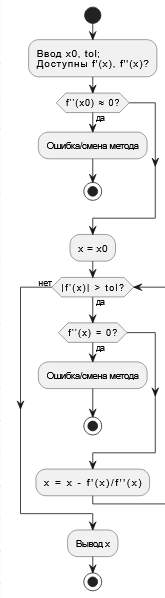 Ввод x0, tol;
Доступны f'(x), f''(x)?
f''(x0) ≈ 0?
да
Ошибка/смена метода
x = x0
|f'(x)| > tol?
нет
да
f''(x) = 0?
да
Ошибка/смена метода
x = x - f'(x)/f''(x)
Вывод x